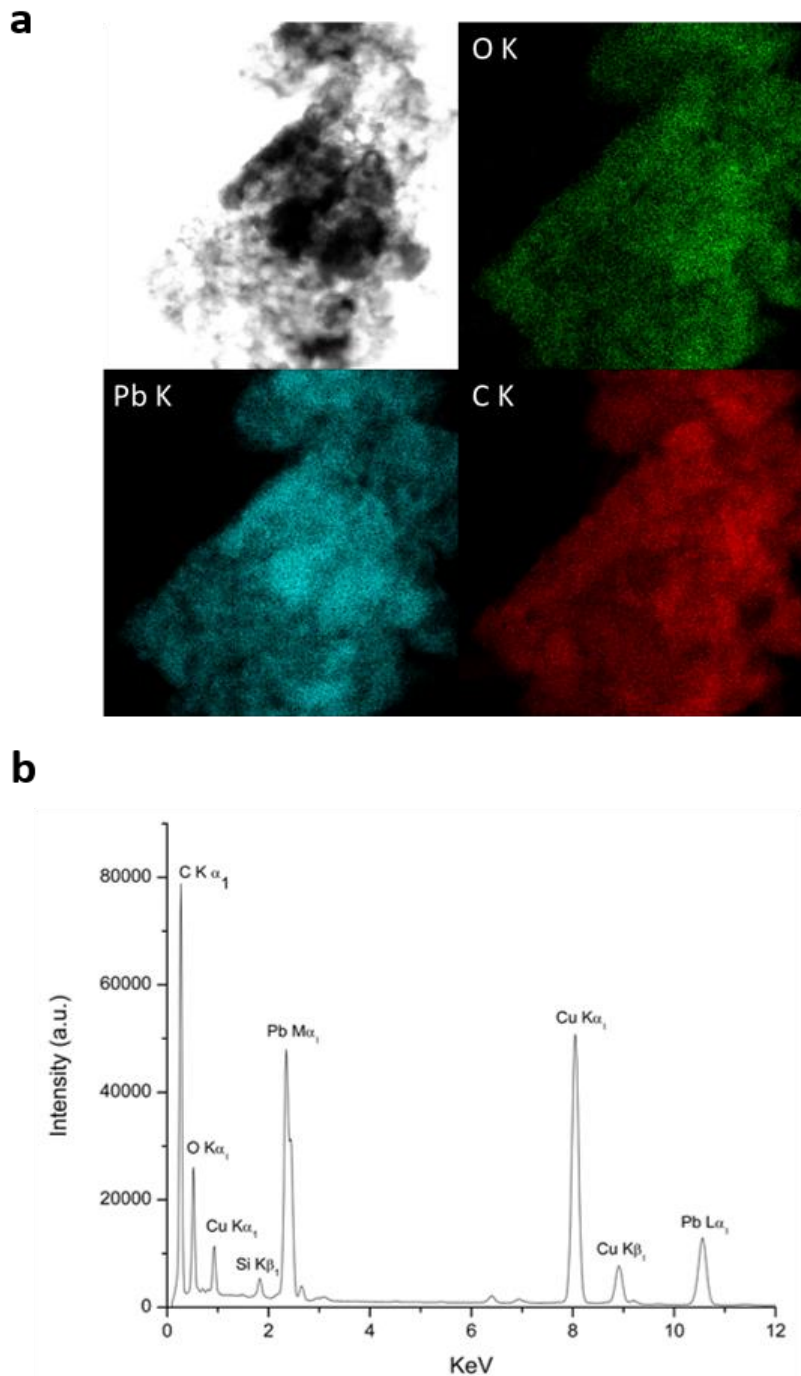 a
O K
Pb K
C K
b
80000
60000
40000
20000
0
Intensity (a.u.)
C K α₁
O Kα₁
Cu Kα₁
Si Kβ₁
Pb Mα₁
Cu Kα₁
Cu Kβ₁
Pb Lα₁
0 2 4 6 8 10 12
KeV